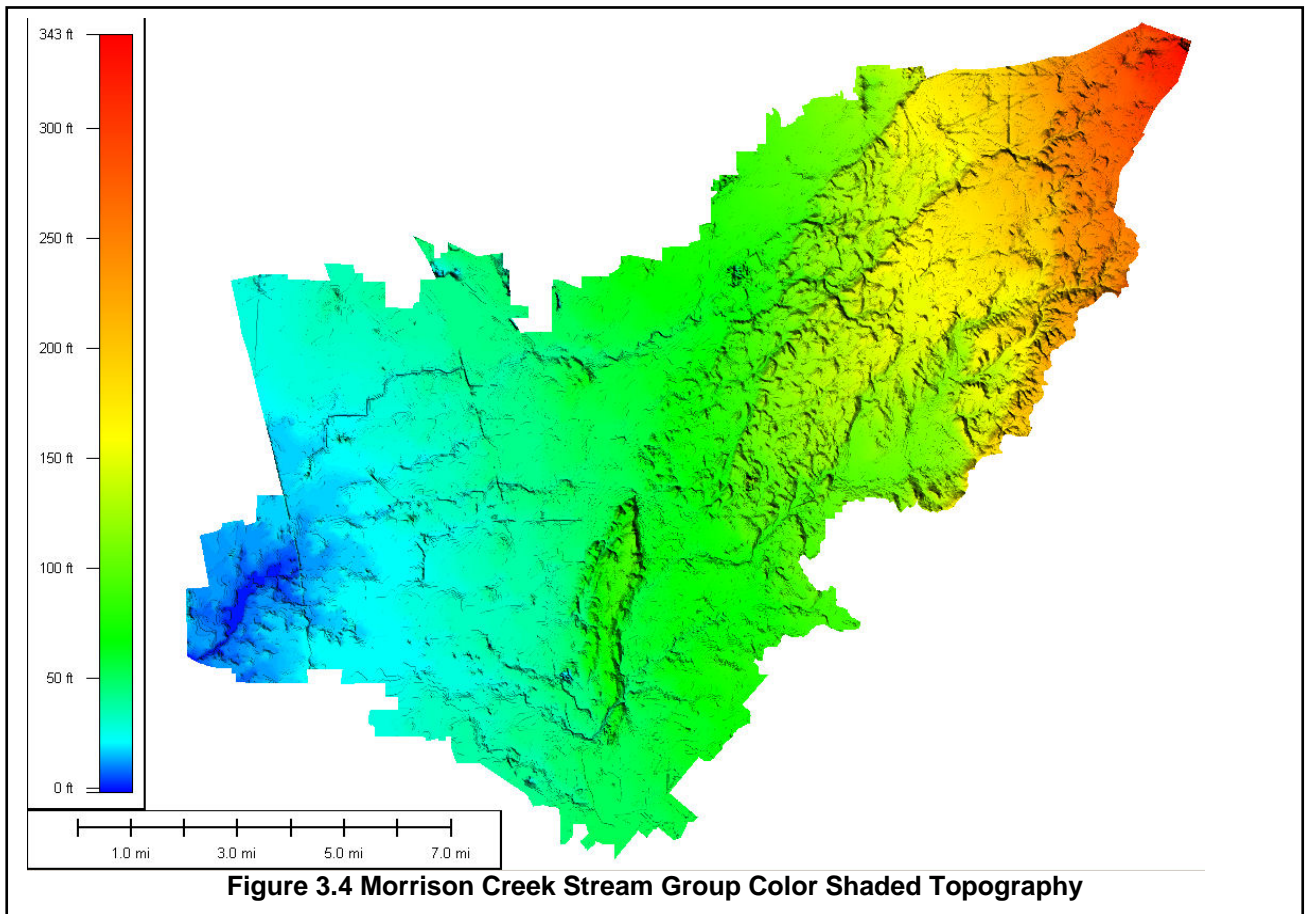 343 ft
300 ft
250 ft
200 ft
150 ft
100 ft
50 ft
0 ft
1.0 mi 3.0 mi 5.0 mi 7.0 mi
Figure 3.4 Morrison Creek Stream Group Color Shaded Topography